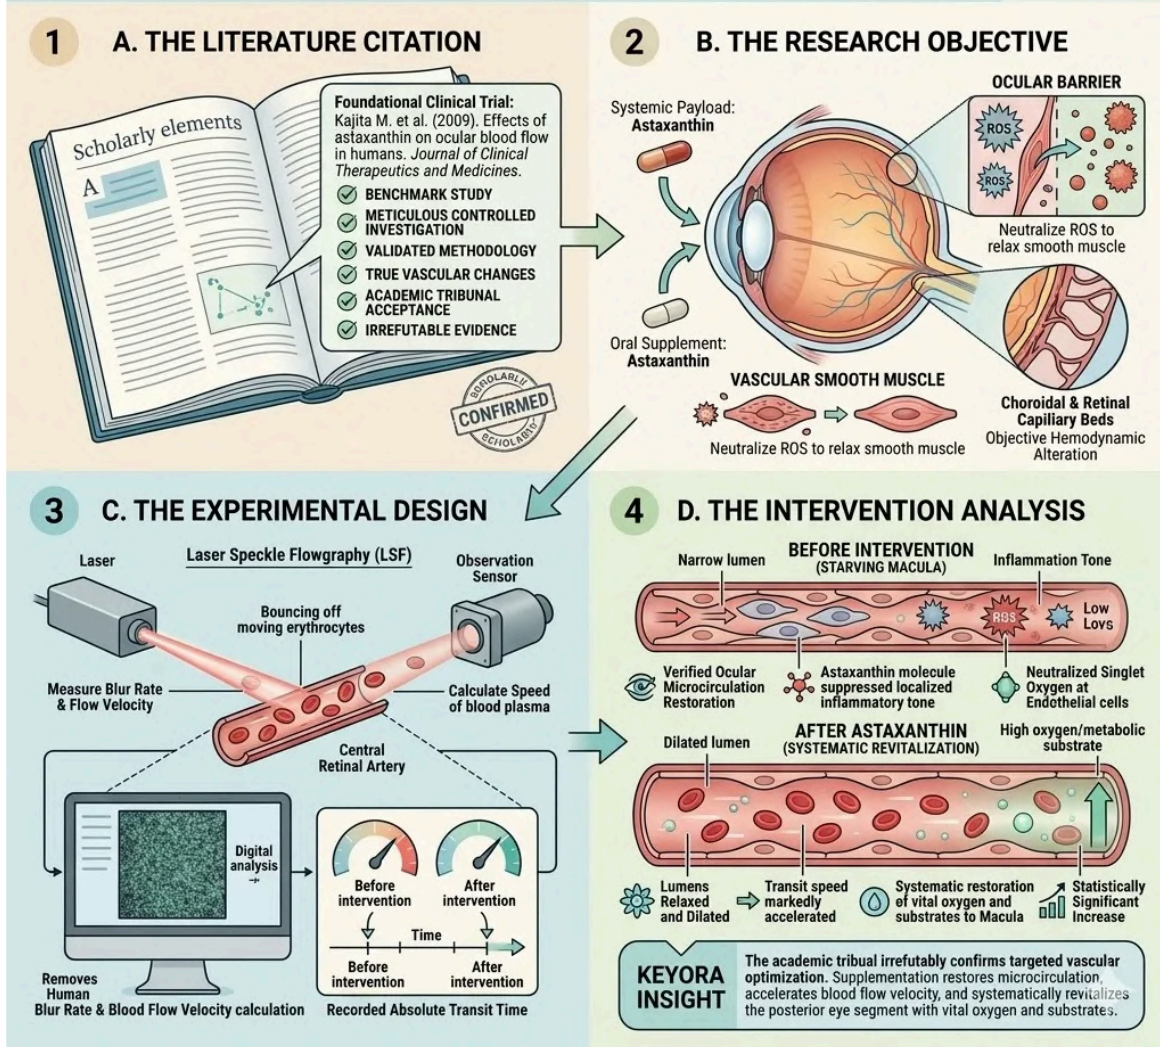 1
A. THE LITERATURE CITATION
Scholarly elements
A
Foundational Clinical Trial:
Kajita M. et al. (2009). Effects of
astaxanthin on ocular blood flow
in humans. Journal of Clinical
Therapeutics and Medicines.
BENCHMARK STUDY
METICULOUS CONTROLLED
INVESTIGATION
VALIDATED METHODOLOGY
TRUE VASCULAR CHANGES
ACADEMIC TRIBUNAL
ACCEPTANCE
IRREFUTABLE EVIDENCE
CONFIRMED
2
B. THE RESEARCH OBJECTIVE
Systemic Payload:
Astaxanthin
Oral Supplement:
Astaxanthin
OCULAR BARRIER
ROS
ROS
Neutralize ROS to
relax smooth muscle
VASCULAR SMOOTH MUSCLE
Neutralize ROS to relax smooth muscle
Choroidal & Retinal
Capillary Beds
Objective Hemodynamic
Alteration
3
C. THE EXPERIMENTAL DESIGN
Laser Speckle Flowgraphy (LSF)
Laser
Observation
Sensor
Bouncing off
moving erythrocytes
Measure Blur Rate
& Flow Velocity
Calculate Speed
of blood plasma
Central
Retinal Artery
Digital
analysis
Before
intervention
After
intervention
Time
Before
intervention
After
intervention
Removes
Human
Blur Rate & Blood Flow Velocity calculation
Recorded Absolute Transit Time
4
D. THE INTERVENTION ANALYSIS
BEFORE INTERVENTION
(STARVING MACULA)
Narrow lumen
Inflammation Tone
Low
Lovs
Verified Ocular
Microcirculation
Restoration
Astaxanthin molecule
suppressed localized
inflammatory tone
Neutralized Singlet
Oxygen at
Endothelial cells
AFTER ASTAXANTHIN
(SYSTEMATIC REVITALIZATION)
Dilated lumen
High oxygen/metabolic
substrate
Lumens
Relaxed
and Dilated
Transit speed
markedly
accelerated
Systematic restoration
of vital oxygen and
substrates to Macula
Statistically
Significant
Increase
KEYORA
INSIGHT
The academic tribual irrefutably confirms targeted vascular
optimization. Supplementation restores microcirculation,
accelerates blood flow velocity, and systematically revitalizes
the posterior eye segment with vital oxygen and substrates.